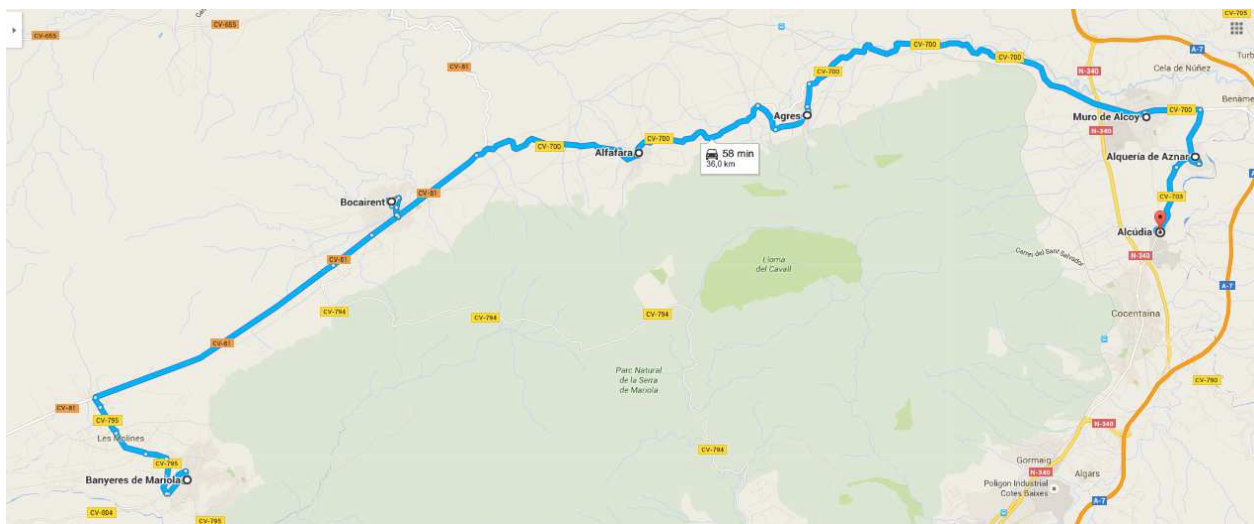 CV-655
CV-655
CV-705
A-7
Turb
CV-81
CV-700
CV-700
CV-700
N-340
Cela de Núñez
Bename
Agres
Muro de Alcoy
CV-700
N-340
CV-700
CV-700
Alfafara
58 min
36,0 km
Alquería de Aznar
CV-81
Bocairent
CV-703
Alcúdia
Carrer del Sant Salvador
N-340
CV-81
Lloma
del Cavall
A-7
CV-794
CV-794
CV-794
Cocentaina
CV-81
Parc Natural
de la Serra
de Mariola
CV-790
CV-81
CV-795
N-340
Les Molines
CV-794
CV-795
Gormaig
Banyeres de Mariola
N-340
Algars
Polígon Industrial
Cotes Baixes
A-7
CV-804
CV-795